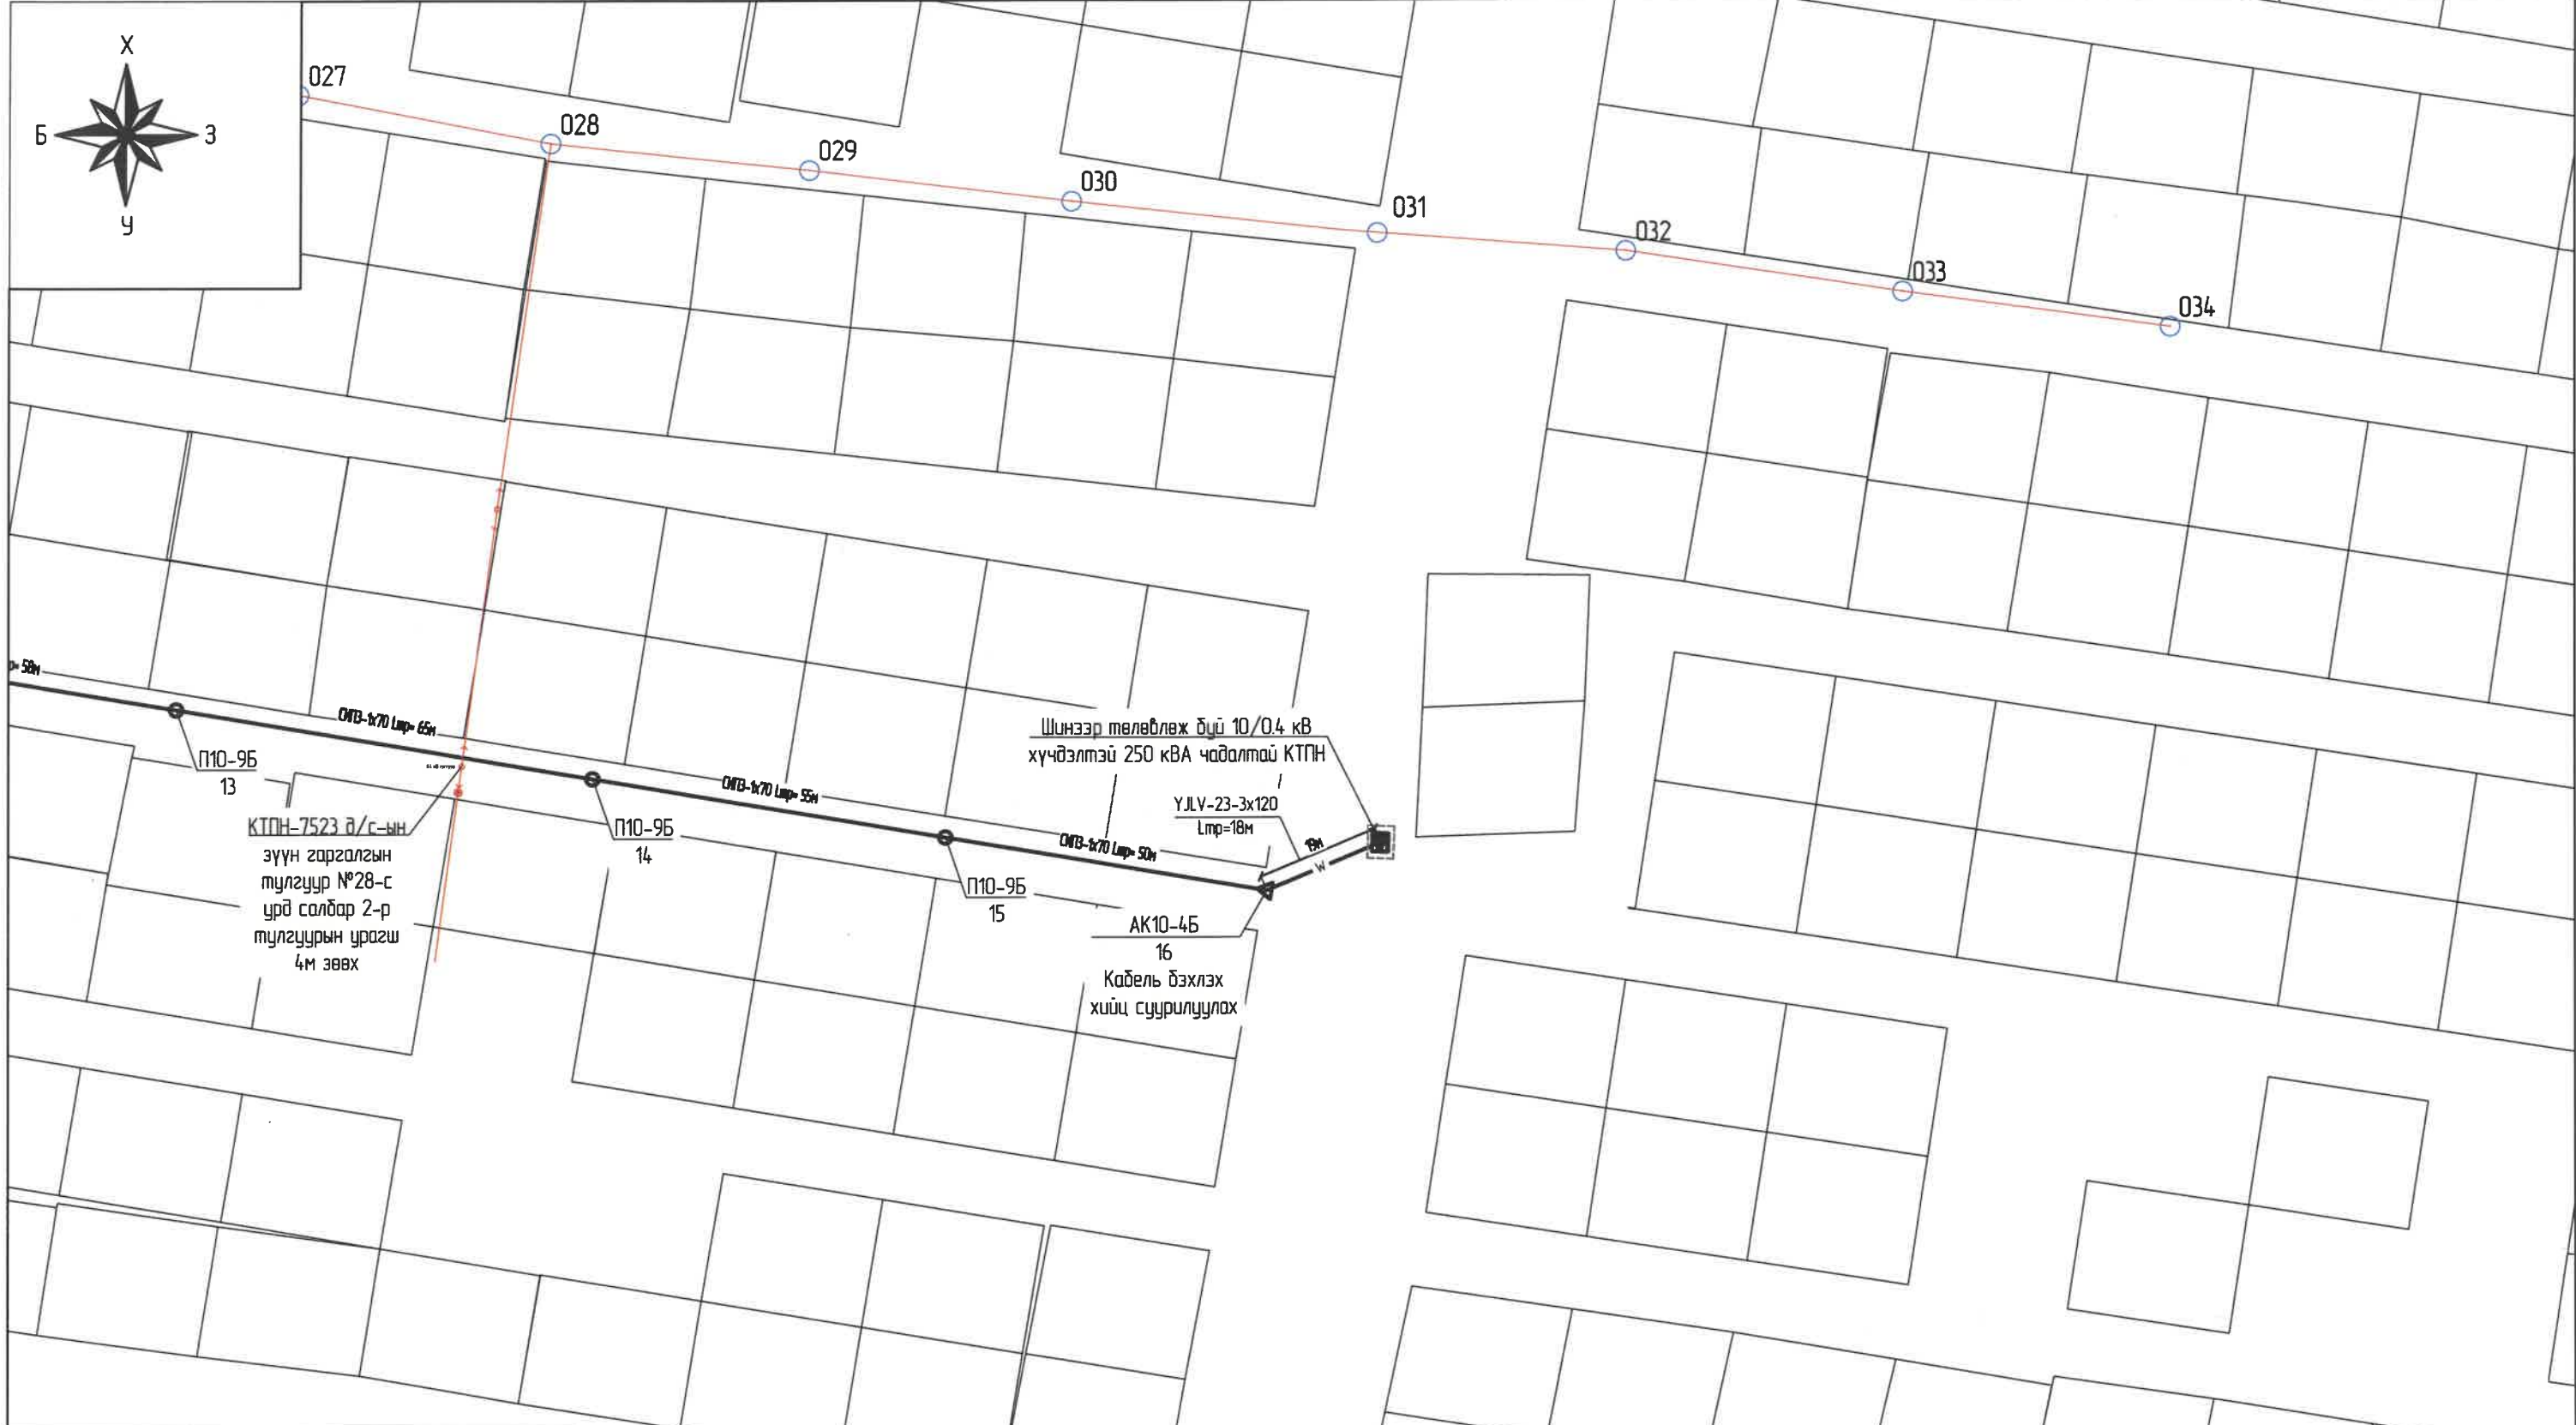 Х
Б
З
У
027
028
029
030
031
032
033
034
= 58м
СИП3-1х70 Lтр= 65м
СИП3-1х70 Lтр= 55м
СИП3-1х70 Lтр= 50м
П10-9Б
13
П10-9Б
14
П10-9Б
15
КТПН-7523 д/с-ын
зүүн гаргалгын
тулгуур №28-с
урд салбар 2-р
тулгуурын урагш
4м зөөх
Шинээр төлөвлөж буй 10/0.4 кВ
хүчдэлтэй 250 кВА чадалтай КТПН
YJLV-23-3x120
Lтр=18м
19м
W
АК10-4Б
16
Кабель бэхлэх
хийц суурилуулах